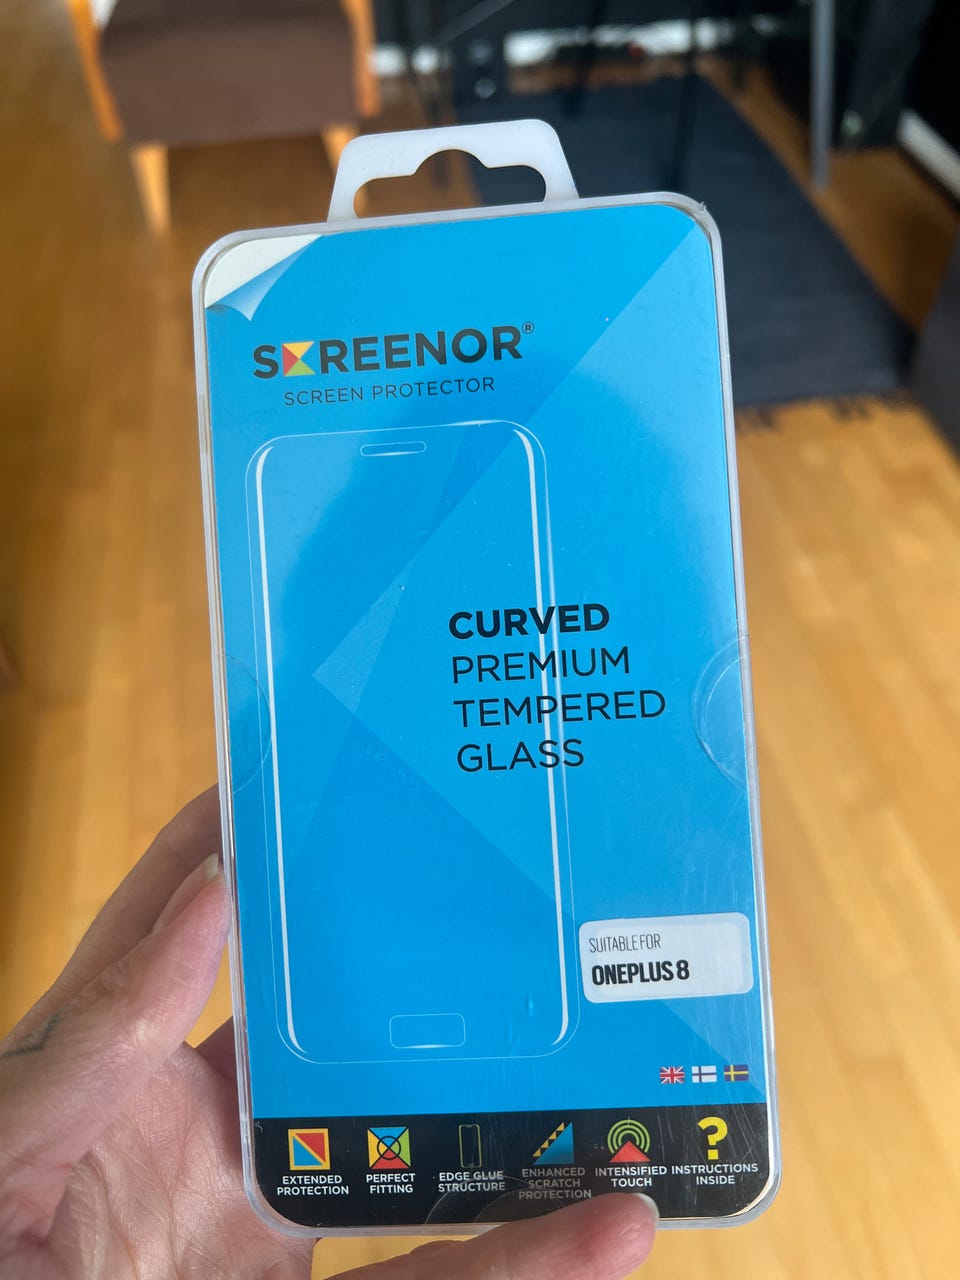 SCREENOR®
SCREEN PROTECTOR
CURVED
PREMIUM
TEMPERED
GLASS
SUITABLE FOR
ONEPLUS 8
EXTENDED
PROTECTION
PERFECT
FITTING
EDGE GLUE
STRUCTURE
ENHANCED
SCRATCH
PROTECTION
INTENSIFIED
TOUCH
?
INSTRUCTIONS
INSIDE